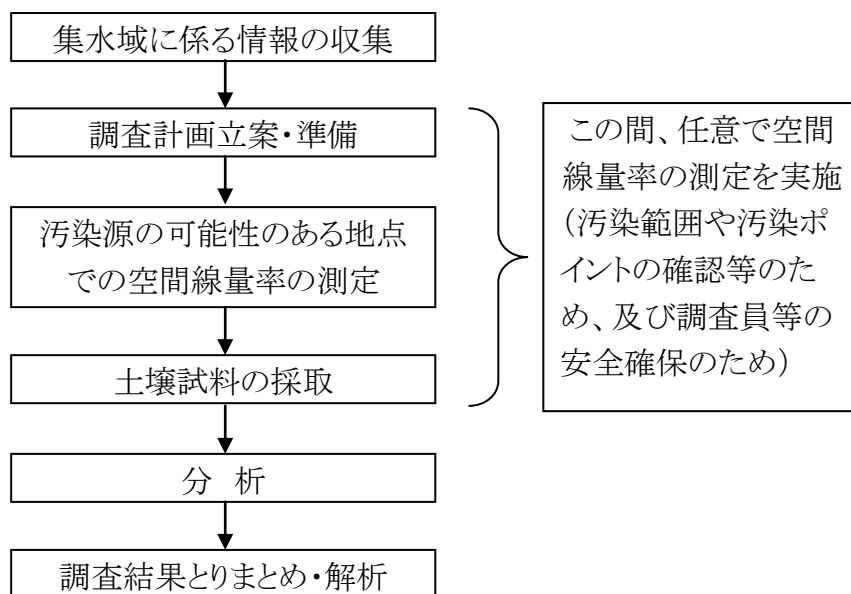 集水域に係る情報の収集
調査計画立案・準備
汚染源の可能性のある地点
での空間線量率の測定
土壌試料の採取
分 析
調査結果とりまとめ・解析
この間、任意で空間
線量率の測定を実施
(汚染範囲や汚染ポ
イントの確認等のた
め、及び調査員等の
安全確保のため)